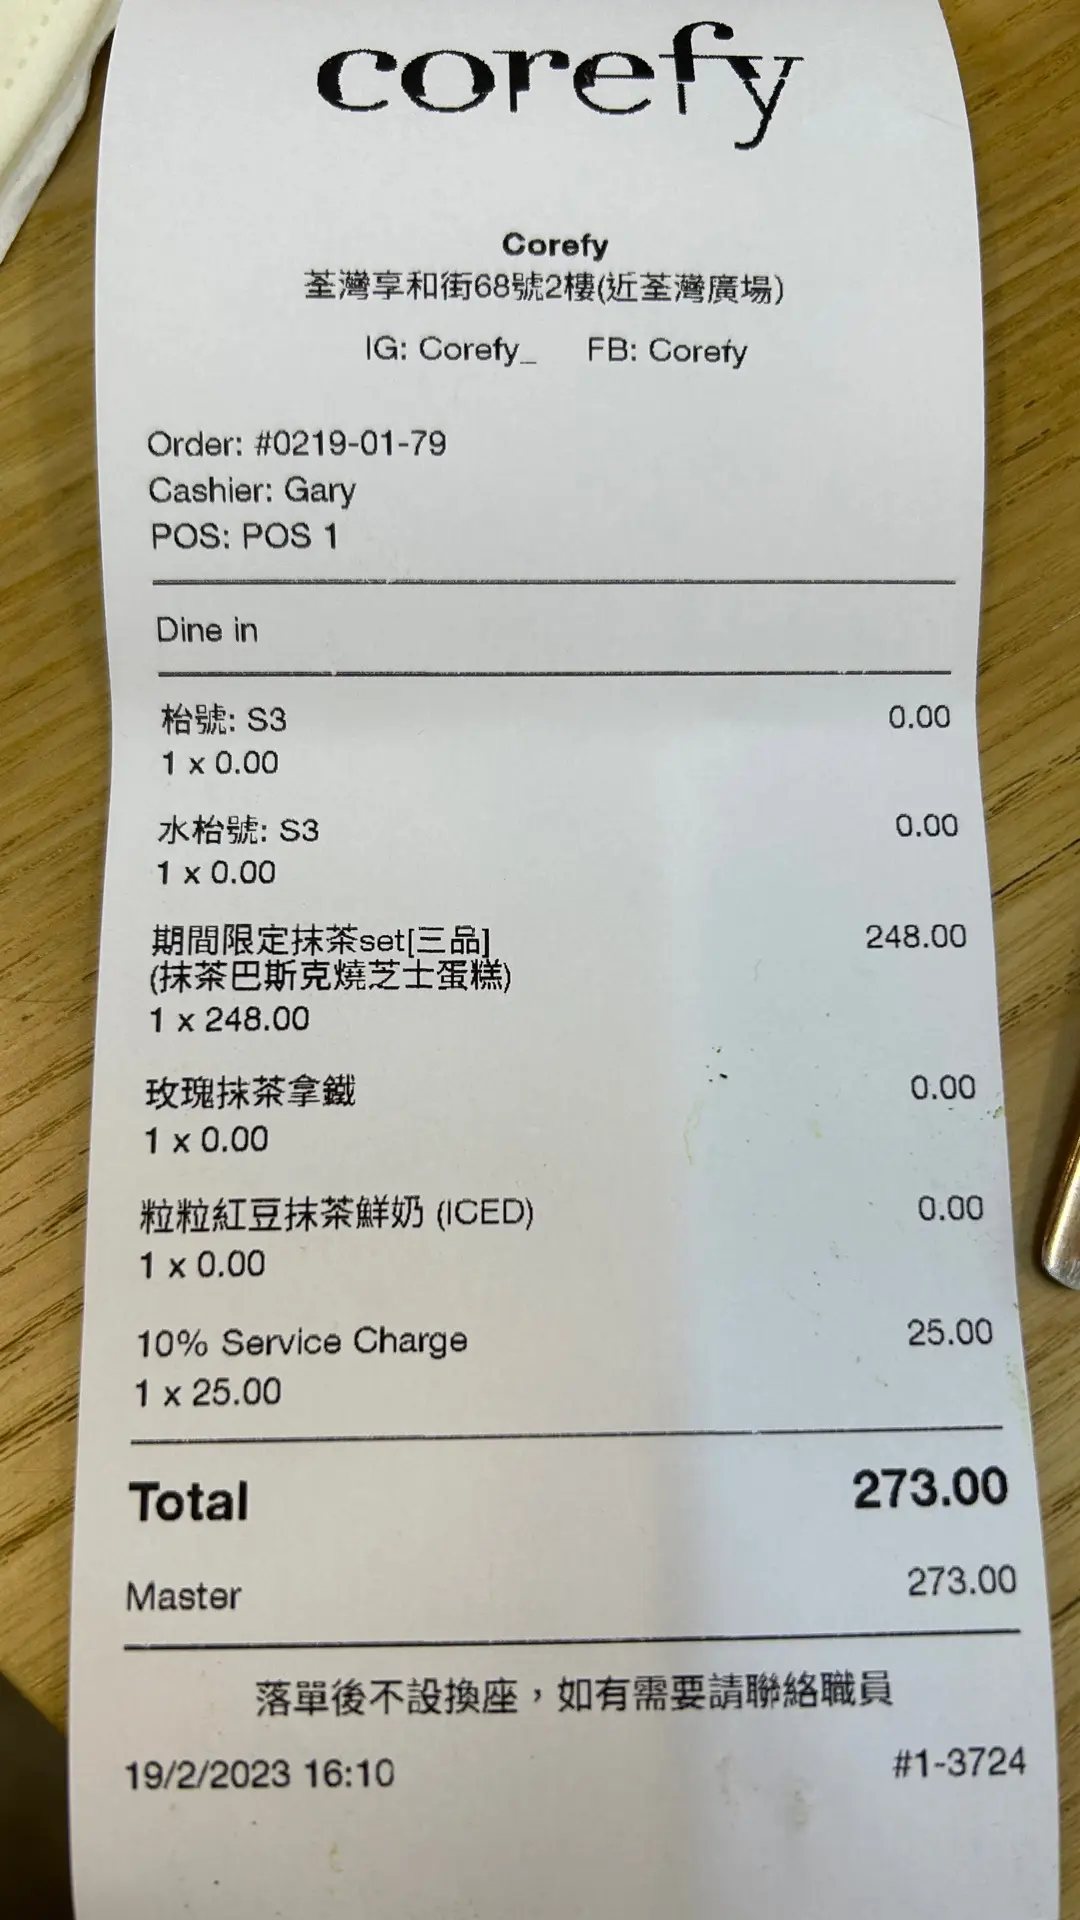 corefy
Corefy
荃灣享和街68號2樓(近荃灣廣場)
IG: Corefy_ FB: Corefy
Order: #0219-01-79
Cashier: Gary
POS: POS 1
Dine in
枱號: S3 0.00
1 x 0.00
水枱號: S3 0.00
1 x 0.00
期間限定抹茶set[三品] 248.00
(抹茶巴斯克燒芝士蛋糕)
1 x 248.00
玫瑰抹茶拿鐵 0.00
1 x 0.00
粒粒紅豆抹茶鮮奶 (ICED) 0.00
1 x 0.00
10% Service Charge 25.00
1 x 25.00
Total 273.00
Master 273.00
落單後不設換座，如有需要請聯絡職員
19/2/2023 16:10 #1-3724